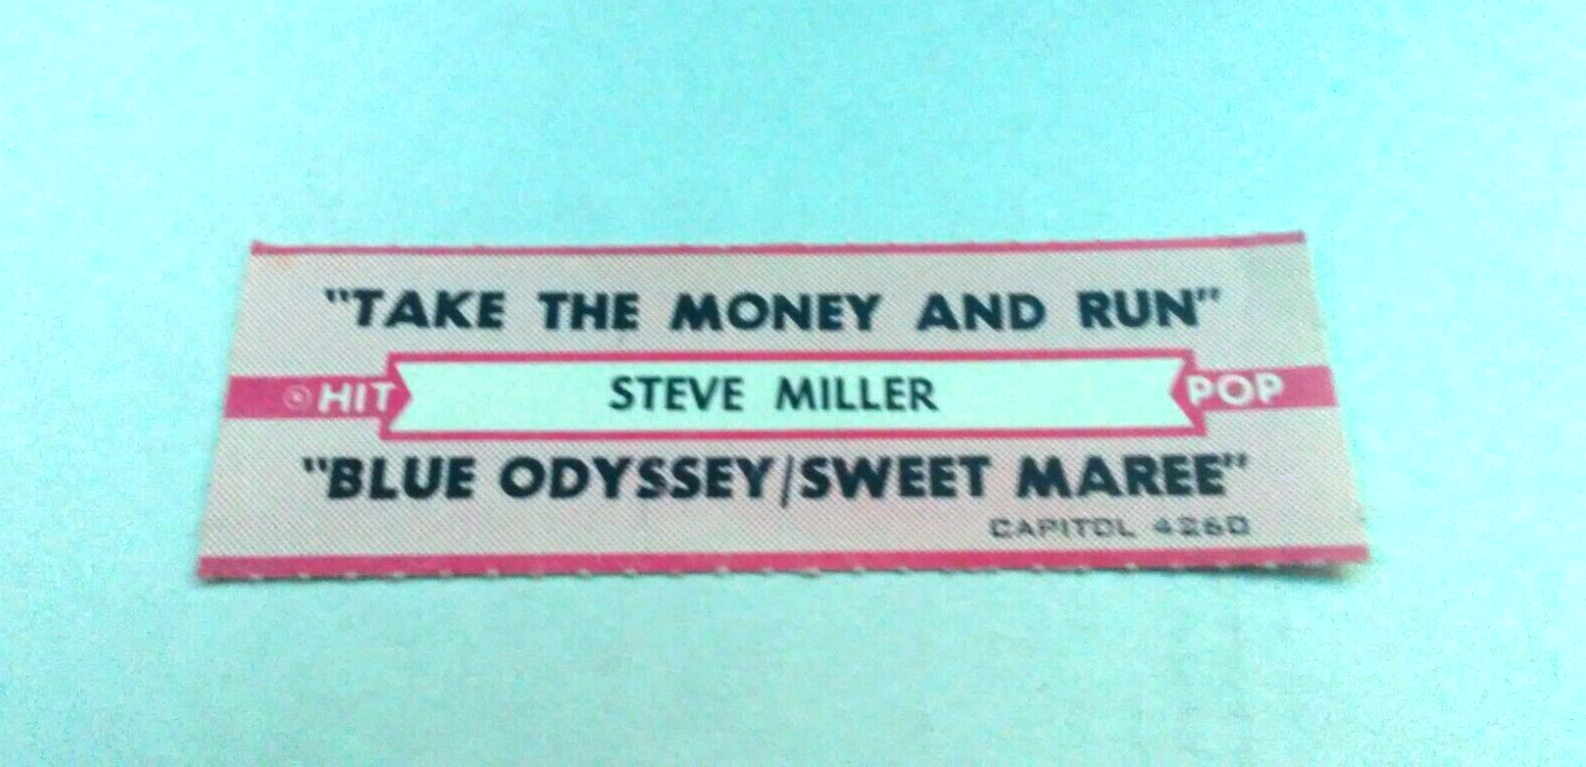 "TAKE THE MONEY AND RUN"
HIT STEVE MILLER POP
"BLUE ODYSSEY/SWEET MAREE"
CAPITOL 4260